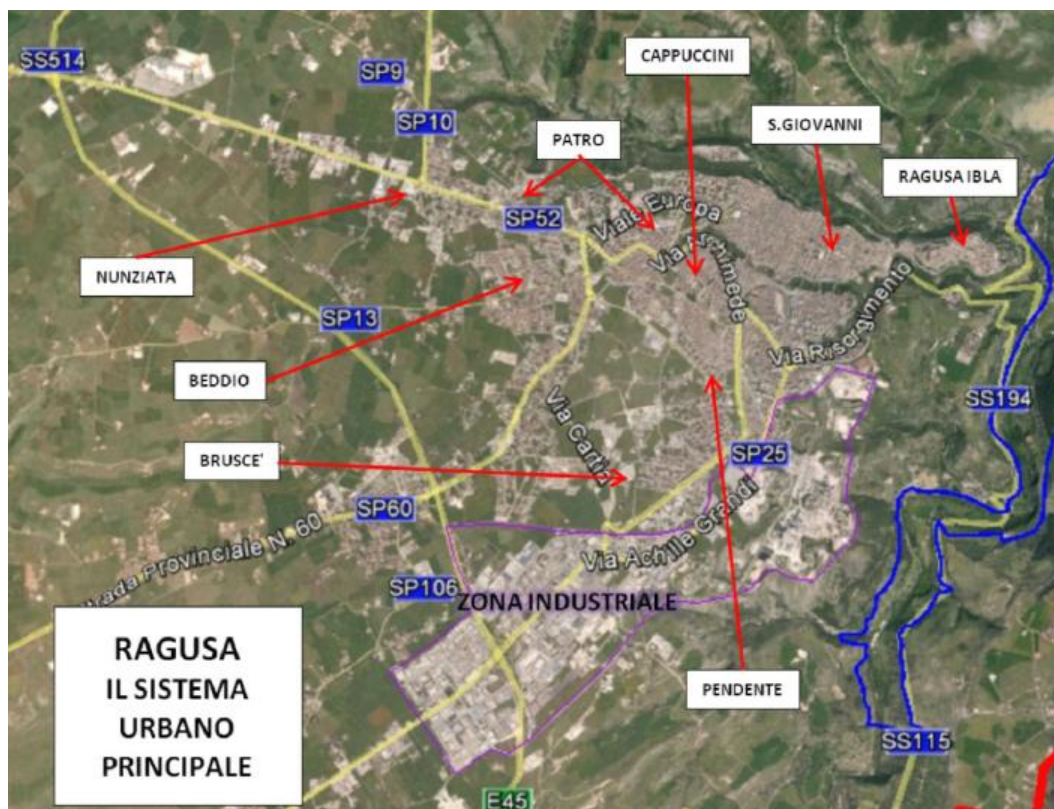 SS514
SP9
CAPPUCCINI
SP10
PATRO
S.GIOVANNI
RAGUSA IBLA
Viale Europa
SP52
Via Archimede
NUNZIATA
SP13
Via Risorgimento
BEDDIO
SS194
Via Cartizi
BRUSCE'
SP25
SP60
Strada Provinciale N. 60
Via Achille Grandi
SP106
ZONA INDUSTRIALE
RAGUSA
IL SISTEMA
URBANO
PRINCIPALE
PENDENTE
SS115
E45